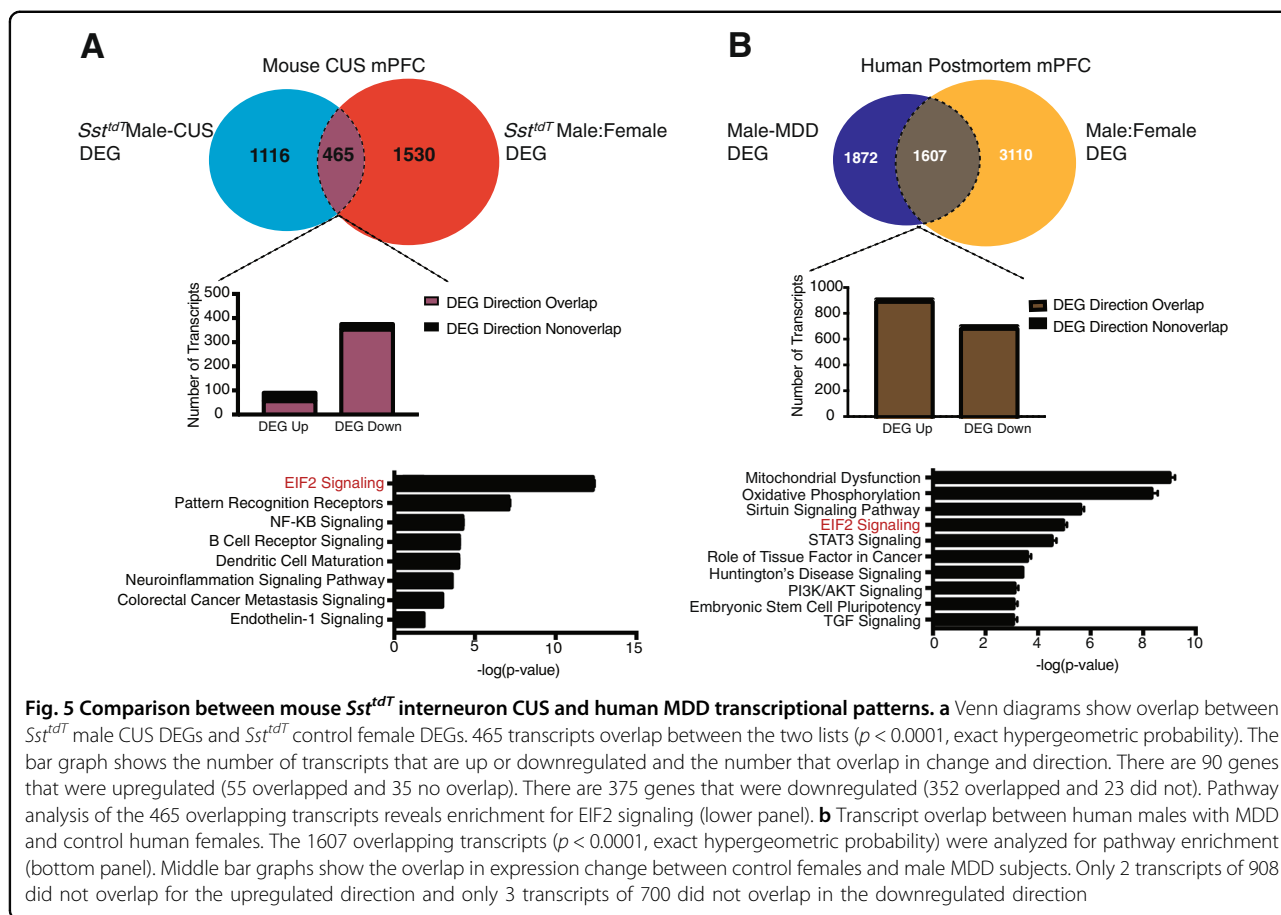 A
Mouse CUS mPFC
Sst^tdT Male-CUS
DEG
1116
465
1530
Sst^tdT Male:Female
DEG
Number of Transcripts
500
400
300
200
100
0
DEG Up
DEG Down
DEG Direction Overlap
DEG Direction Nonoverlap
EIF2 Signaling
Pattern Recognition Receptors
NF-KB Signaling
B Cell Receptor Signaling
Dendritic Cell Maturation
Neuroinflammation Signaling Pathway
Colorectal Cancer Metastasis Signaling
Endothelin-1 Signaling
0 5 10 15
-log(p-value)
B
Human Postmortem mPFC
Male-MDD
DEG
1872
1607
3110
Male:Female
DEG
Number of Transcripts
1000
800
600
400
200
0
DEG Up
DEG Down
DEG Direction Overlap
DEG Direction Nonoverlap
Mitochondrial Dysfunction
Oxidative Phosphorylation
Sirtuin Signaling Pathway
EIF2 Signaling
STAT3 Signaling
Role of Tissue Factor in Cancer
Huntington's Disease Signaling
PI3K/AKT Signaling
Embryonic Stem Cell Pluripotency
TGF Signaling
0 2 4 6 8 10
-log(p-value)
Fig. 5 Comparison between mouse Sst^tdT interneuron CUS and human MDD transcriptional patterns. a Venn diagrams show overlap between
Sst^tdT male CUS DEGs and Sst^tdT control female DEGs. 465 transcripts overlap between the two lists (p < 0.0001, exact hypergeometric probability). The
bar graph shows the number of transcripts that are up or downregulated and the number that overlap in change and direction. There are 90 genes
that were upregulated (55 overlapped and 35 no overlap). There are 375 genes that were downregulated (352 overlapped and 23 did not). Pathway
analysis of the 465 overlapping transcripts reveals enrichment for EIF2 signaling (lower panel). b Transcript overlap between human males with MDD
and control human females. The 1607 overlapping transcripts (p < 0.0001, exact hypergeometric probability) were analyzed for pathway enrichment
(bottom panel). Middle bar graphs show the overlap in expression change between control females and male MDD subjects. Only 2 transcripts of 908
did not overlap for the upregulated direction and only 3 transcripts of 700 did not overlap in the downregulated direction